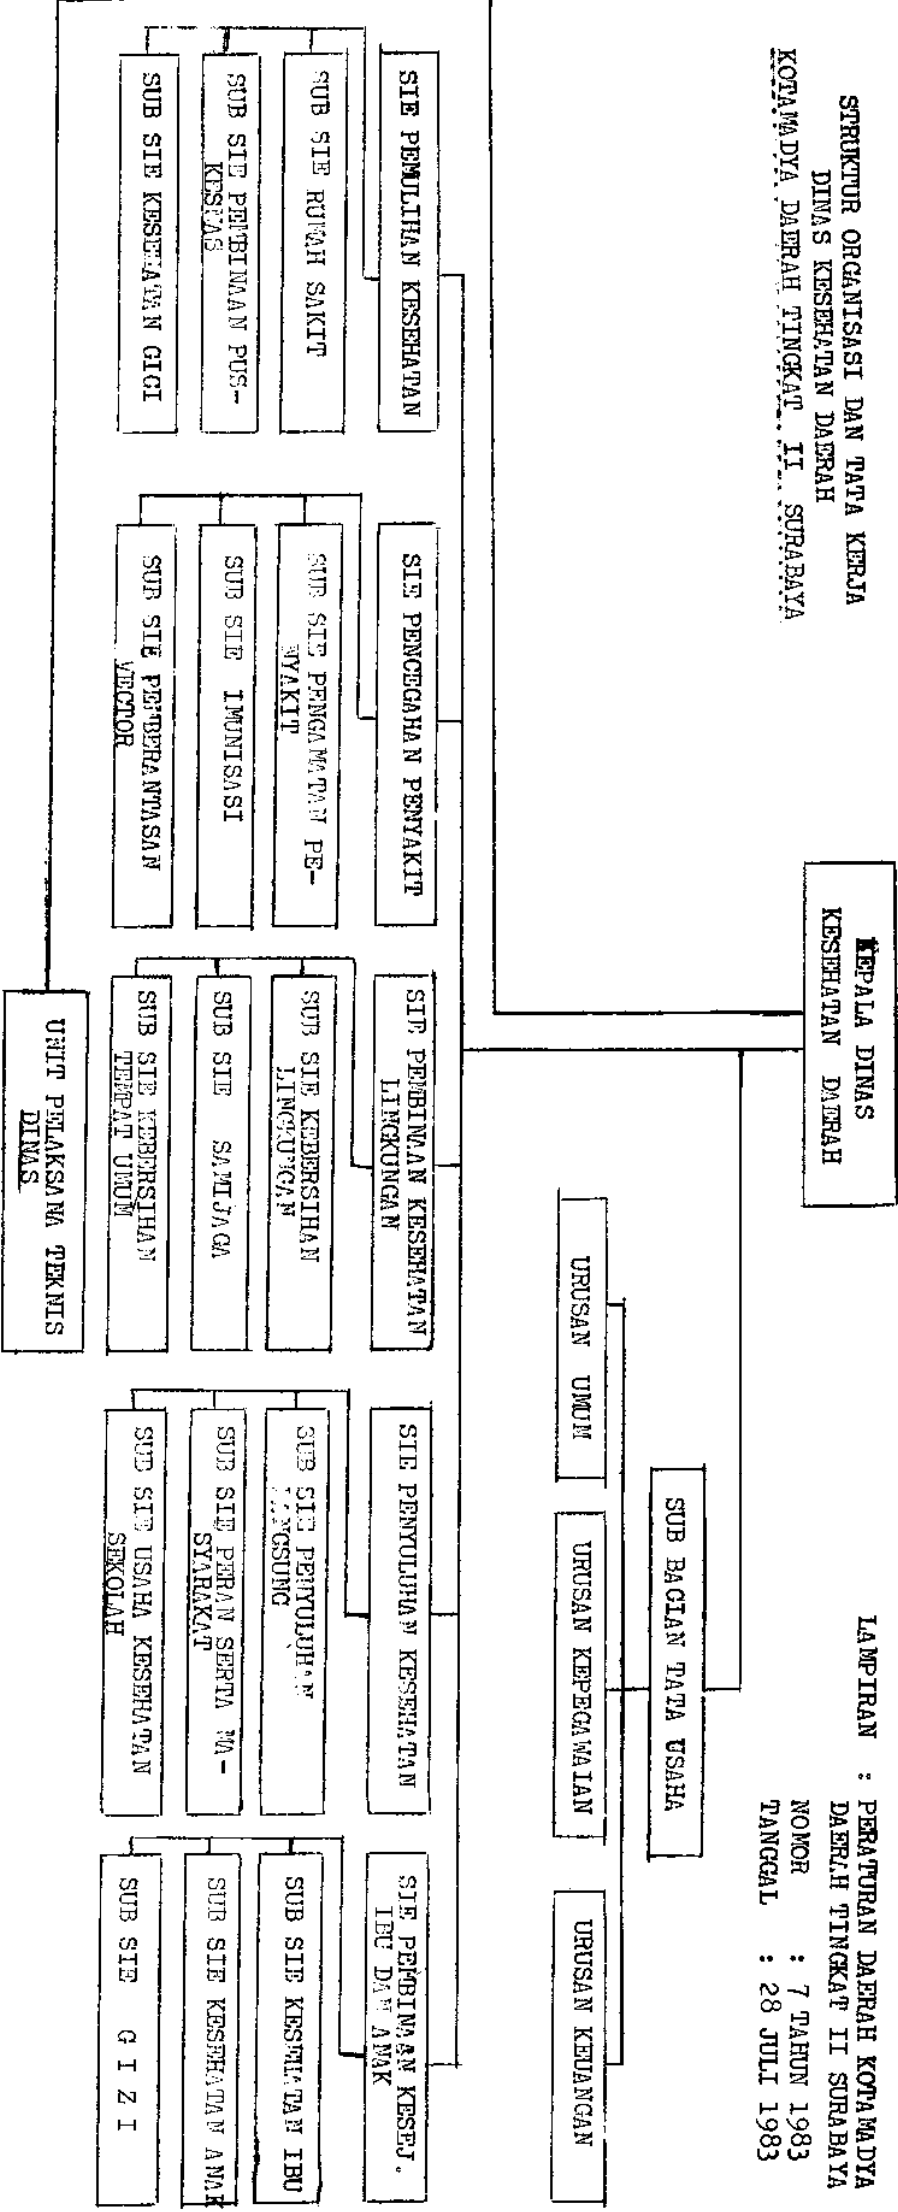 STRUKTUR ORGANISASI DAN TATA KERJA
DINAS KESEHATAN DAERAH
KOTAMADYA DAERAH TINGKAT II SURABAYA
LAMPIRAN : PERATURAN DAERAH KOTAMADYA
DAERAH TINGKAT II SURABAYA
NOMOR : 7 TAHUN 1983
TANGGAL : 28 JULI 1983
KEPALA DINAS
KESEHATAN DAERAH
SUB BAGIAN TATA USAHA
URUSAN UMUM
URUSAN KEPEGAWAIAN
URUSAN KEUANGAN
SIE PEMULIHAN KESEHATAN
SUB SIE RUMAH SAKIT
SUB SIE PEMBINAAN PUS-
KESMAS
SUB SIE KESEHATAN GIGI
SIE PENCEGAHAN PENYAKIT
SUB SIE PENGAMATAN PE-
NYAKIT
SUB SIE IMUNISASI
SUB SIE PEMBERANTASAN
VECTOR
SIE PEMBINAAN KESEHATAN
LINGKUNGAN
SUB SIE KEBERSIHAN
LINGKUNGAN
SUB SIE SAMIJAGA
SUB SIE KEBERSIHAN
TEMPAT UMUM
SIE PENYULUHAN KESEHATAN
SUB SIE PENYULUHAN
LANGSUNG
SUB SIE PERAN SERTA MA-
SYARAKAT
SUB SIE USAHA KESEHATAN
SEKOLAH
SIE PEMBINAAN KESEJ.
IBU DAN ANAK
SUB SIE KESEHATAN IBU
SUB SIE KESEHATAN ANAK
SUB SIE G I Z I
UNIT PELAKSANA TEKNIS
DINAS